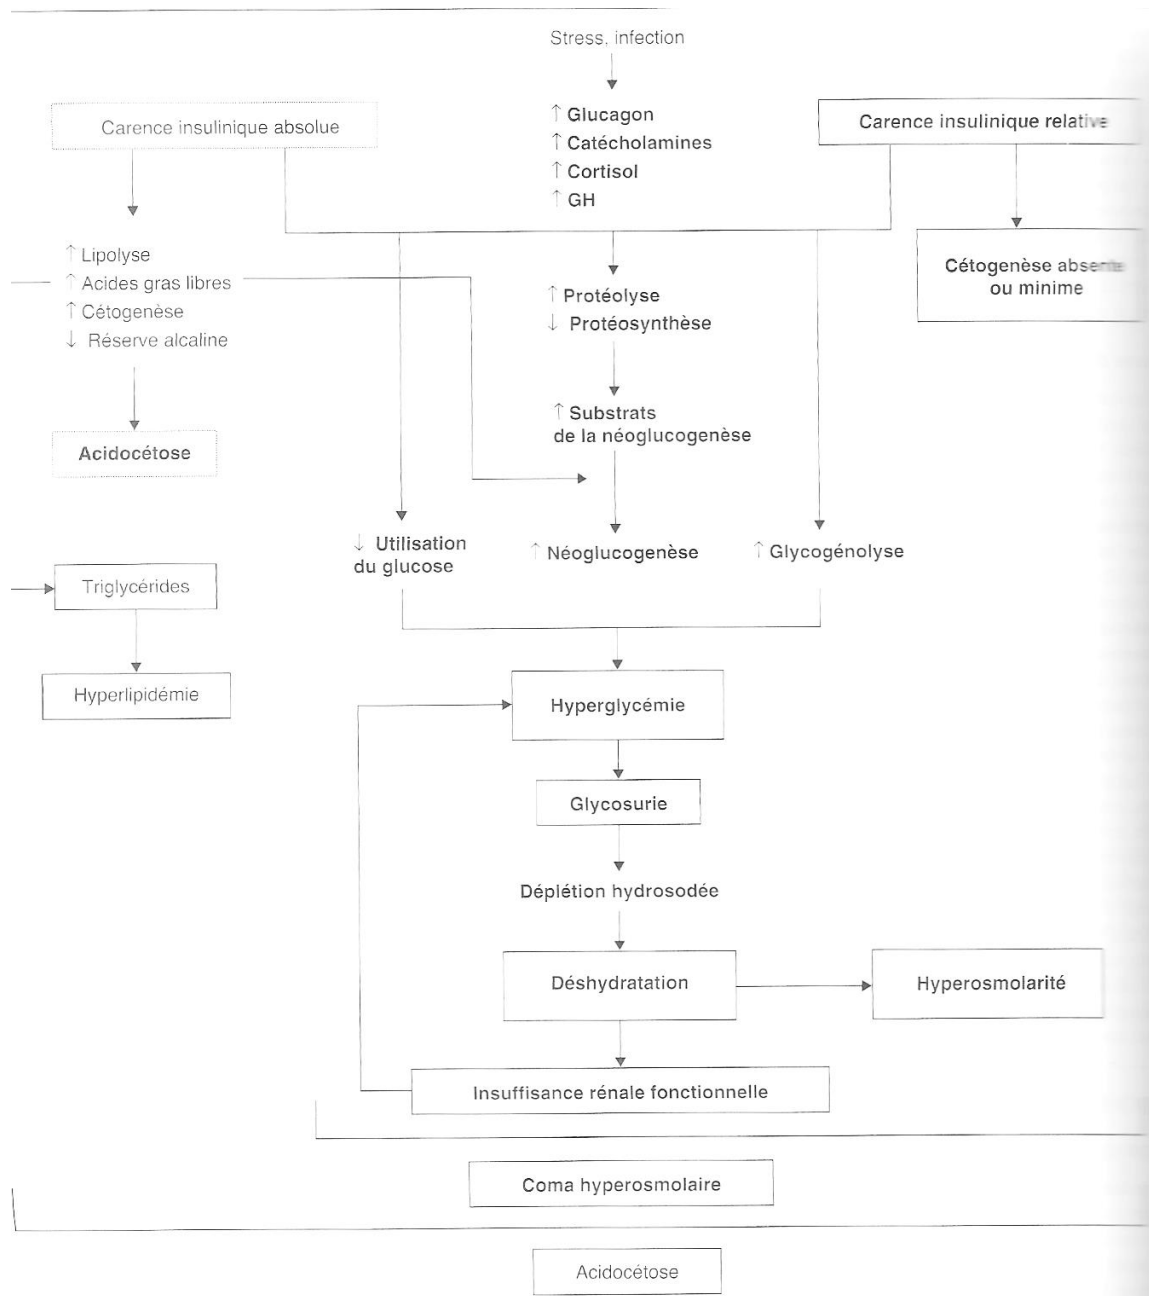 Stress, infection
Carence insulinique absolue
↑ Glucagon
↑ Catécholamines
↑ Cortisol
↑ GH
Carence insulinique relative
↑ Lipolyse
↑ Acides gras libres
↑ Cétogenèse
↓ Réserve alcaline
Cétogenèse absente
ou minime
↑ Protéolyse
↓ Protéosynthèse
↑ Substrats
de la néoglucogenèse
Acidocétose
↓ Utilisation
du glucose
↑ Néoglucogenèse
↑ Glycogénolyse
Triglycérides
Hyperlipidémie
Hyperglycémie
Glycosurie
Déplétion hydrosodée
Déshydratation
Hyperosmolarité
Insuffisance rénale fonctionnelle
Coma hyperosmolaire
Acidocétose